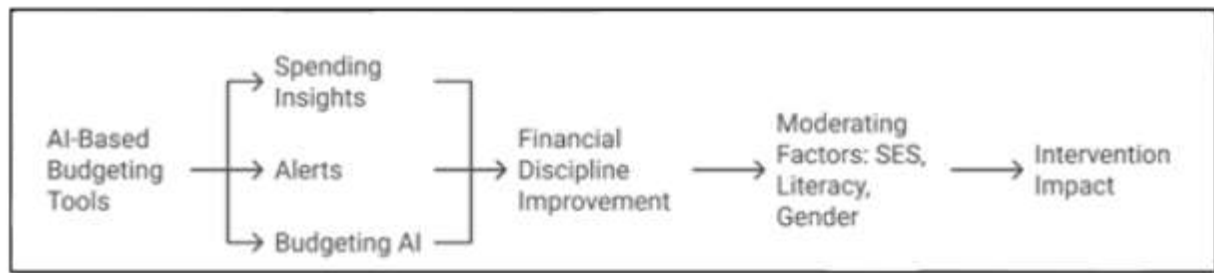 AI-Based
Budgeting
Tools
Spending
Insights
Alerts
Budgeting AI
Financial
Discipline
Improvement
Moderating
Factors: SES,
Literacy,
Gender
Intervention
Impact